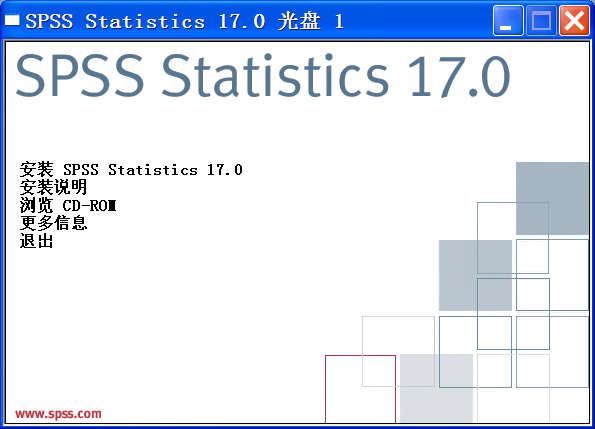 SPSS Statistics 17.0 光盘 1
SPSS Statistics 17.0
安装 SPSS Statistics 17.0
安装说明
浏览 CD-ROM
更多信息
退出
www.spss.com